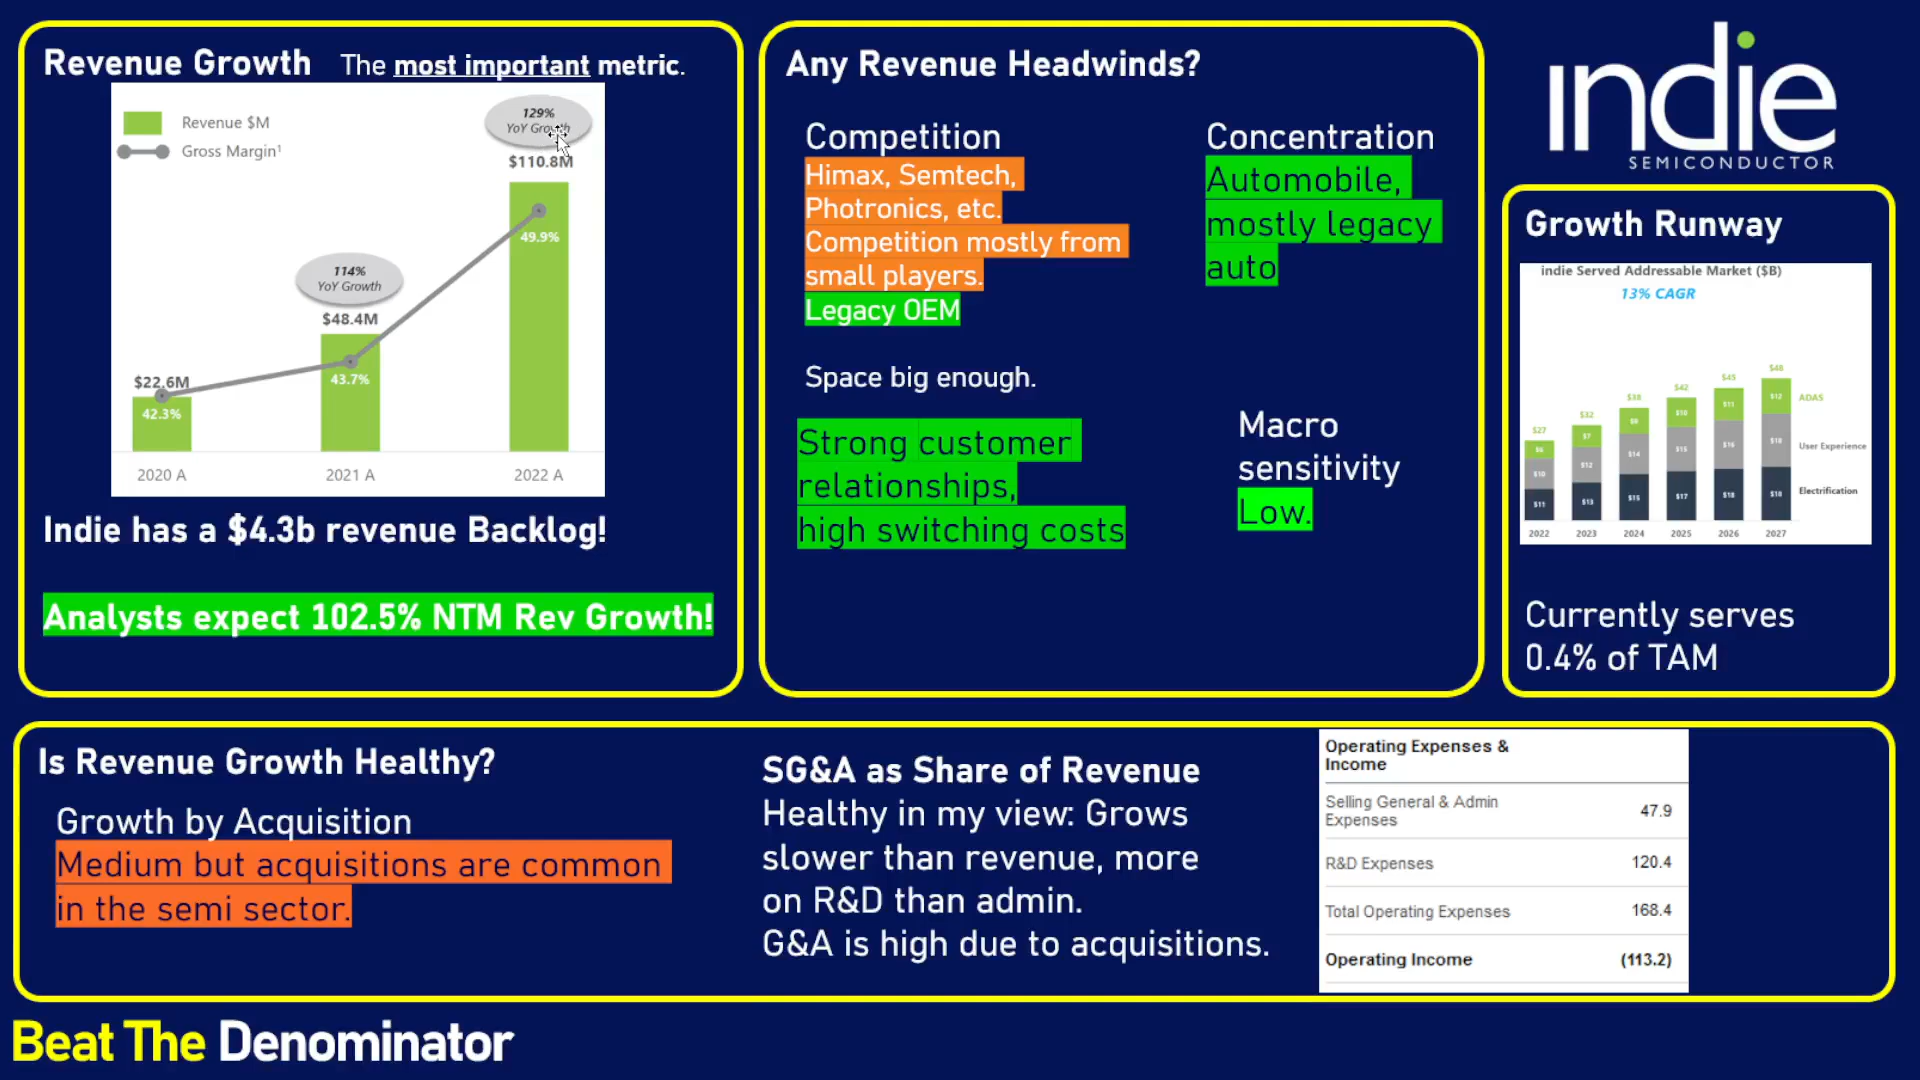 Revenue Growth The most important metric.
Revenue $M
Gross Margin¹
129%
YoY Growth
$110.8M
49.9%
114%
YoY Growth
$48.4M
43.7%
$22.6M
42.3%
2020 A 2021 A 2022 A
Indie has a $4.3b revenue Backlog!
Analysts expect 102.5% NTM Rev Growth!
Any Revenue Headwinds?
Competition
Himax, Semtech,
Photronics, etc.
Competition mostly from
small players.
Legacy OEM
Space big enough.
Strong customer
relationships,
high switching costs
Concentration
Automobile,
mostly legacy
auto
Macro
sensitivity
Low.
indie
SEMICONDUCTOR
Growth Runway
indie Served Addressable Market ($B)
13% CAGR
$27 $32 $38 $42 $45 $48
$6 $7 $9 $10 $11 $12 ADAS
$10 $12 $14 $15 $16 $18 User Experience
$11 $13 $15 $17 $18 $18 Electrification
2022 2023 2024 2025 2026 2027
Currently serves
0.4% of TAM
Is Revenue Growth Healthy?
Growth by Acquisition
Medium but acquisitions are common
in the semi sector.
SG&A as Share of Revenue
Healthy in my view: Grows
slower than revenue, more
on R&D than admin.
G&A is high due to acquisitions.
Operating Expenses &
Income
Selling General & Admin
Expenses 47.9
R&D Expenses 120.4
Total Operating Expenses 168.4
Operating Income (113.2)
Beat The Denominator